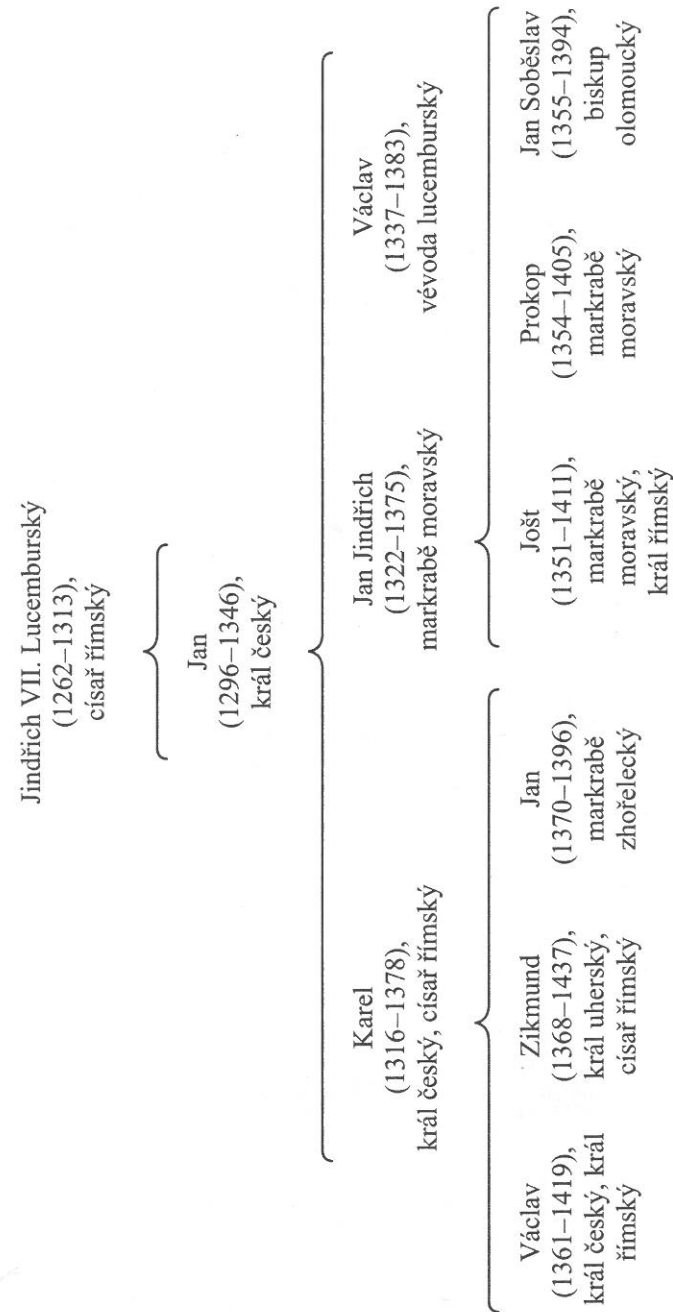 Jindřich VII. Lucemburský
(1262–1313),
císař římský
Jan
(1296–1346),
král český
Karel
(1316–1378),
král český, císař římský
Jan Jindřich
(1322–1375),
markrabě moravský
Václav
(1337–1383),
vévoda lucemburský
Václav
(1361–1419),
král český, král
římský
Zikmund
(1368–1437),
král uherský,
císař římský
Jan
(1370–1396),
markrabě
zhořelecký
Jošt
(1351–1411),
markrabě
moravský,
král římský
Prokop
(1354–1405),
markrabě
moravský
Jan Soběslav
(1355–1394),
biskup
olomoucký